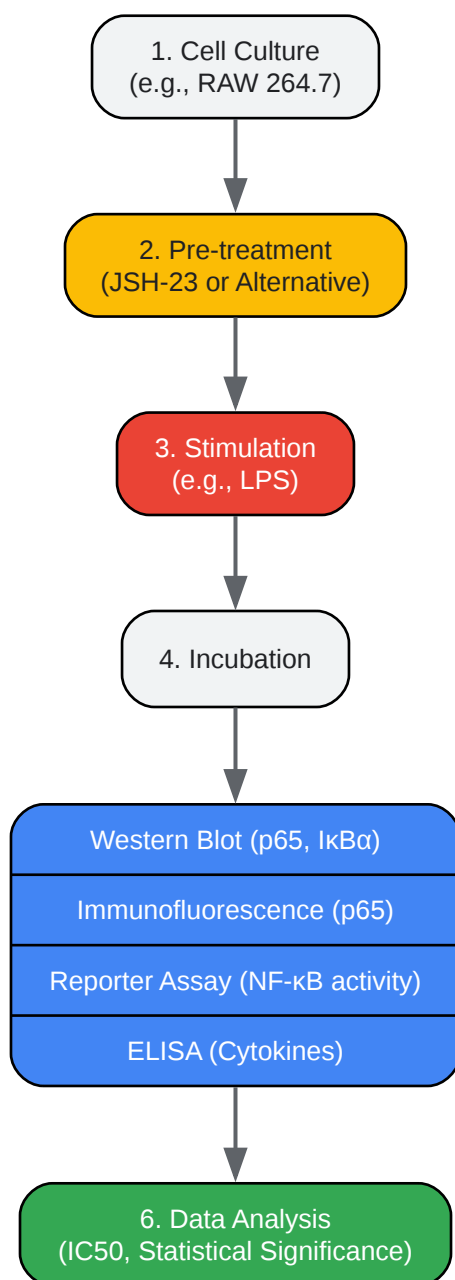 1. Cell Culture
(e.g., RAW 264.7)
2. Pre-treatment
(JSH-23 or Alternative)
3. Stimulation
(e.g., LPS)
4. Incubation
Western Blot (p65, IκBα)
Immunofluorescence (p65)
Reporter Assay (NF-κB activity)
ELISA (Cytokines)
6. Data Analysis
(IC50, Statistical Significance)